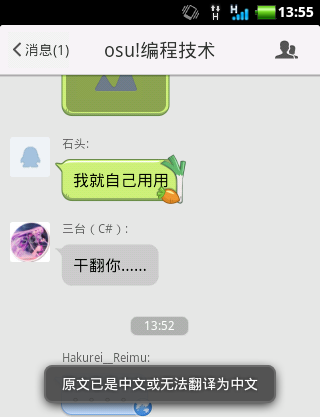 13:55
消息(1)
osu!编程技术
石头:
我就自己用用
三台（C#）:
干翻你......
13:52
Hakurei__Reimu:
原文已是中文或无法翻译为中文